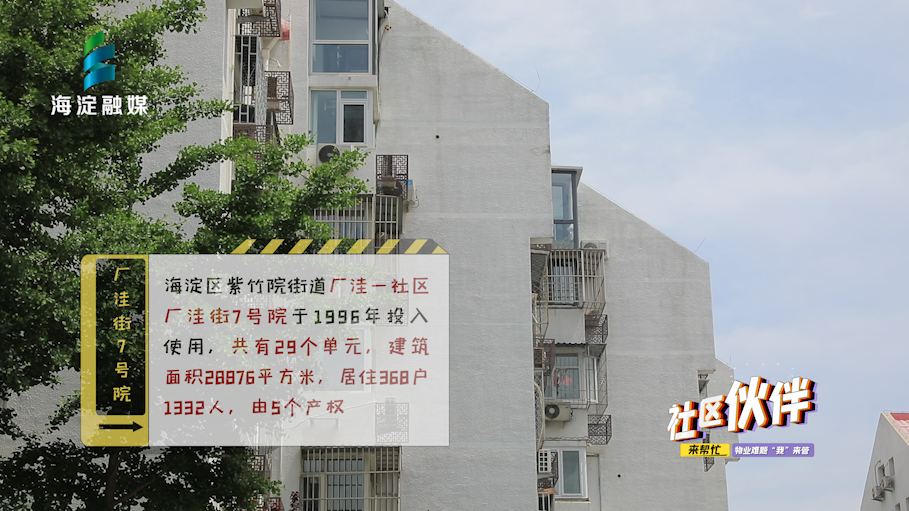 海淀融媒
厂洼街7号院
海淀区紫竹院街道厂洼一社区
厂洼街7号院于1996年投入
使用，共有29个单元，建筑
面积28876平方米，居住368户
1332人，由5个产权
社区伙伴
来帮忙 物业难题“我”来管